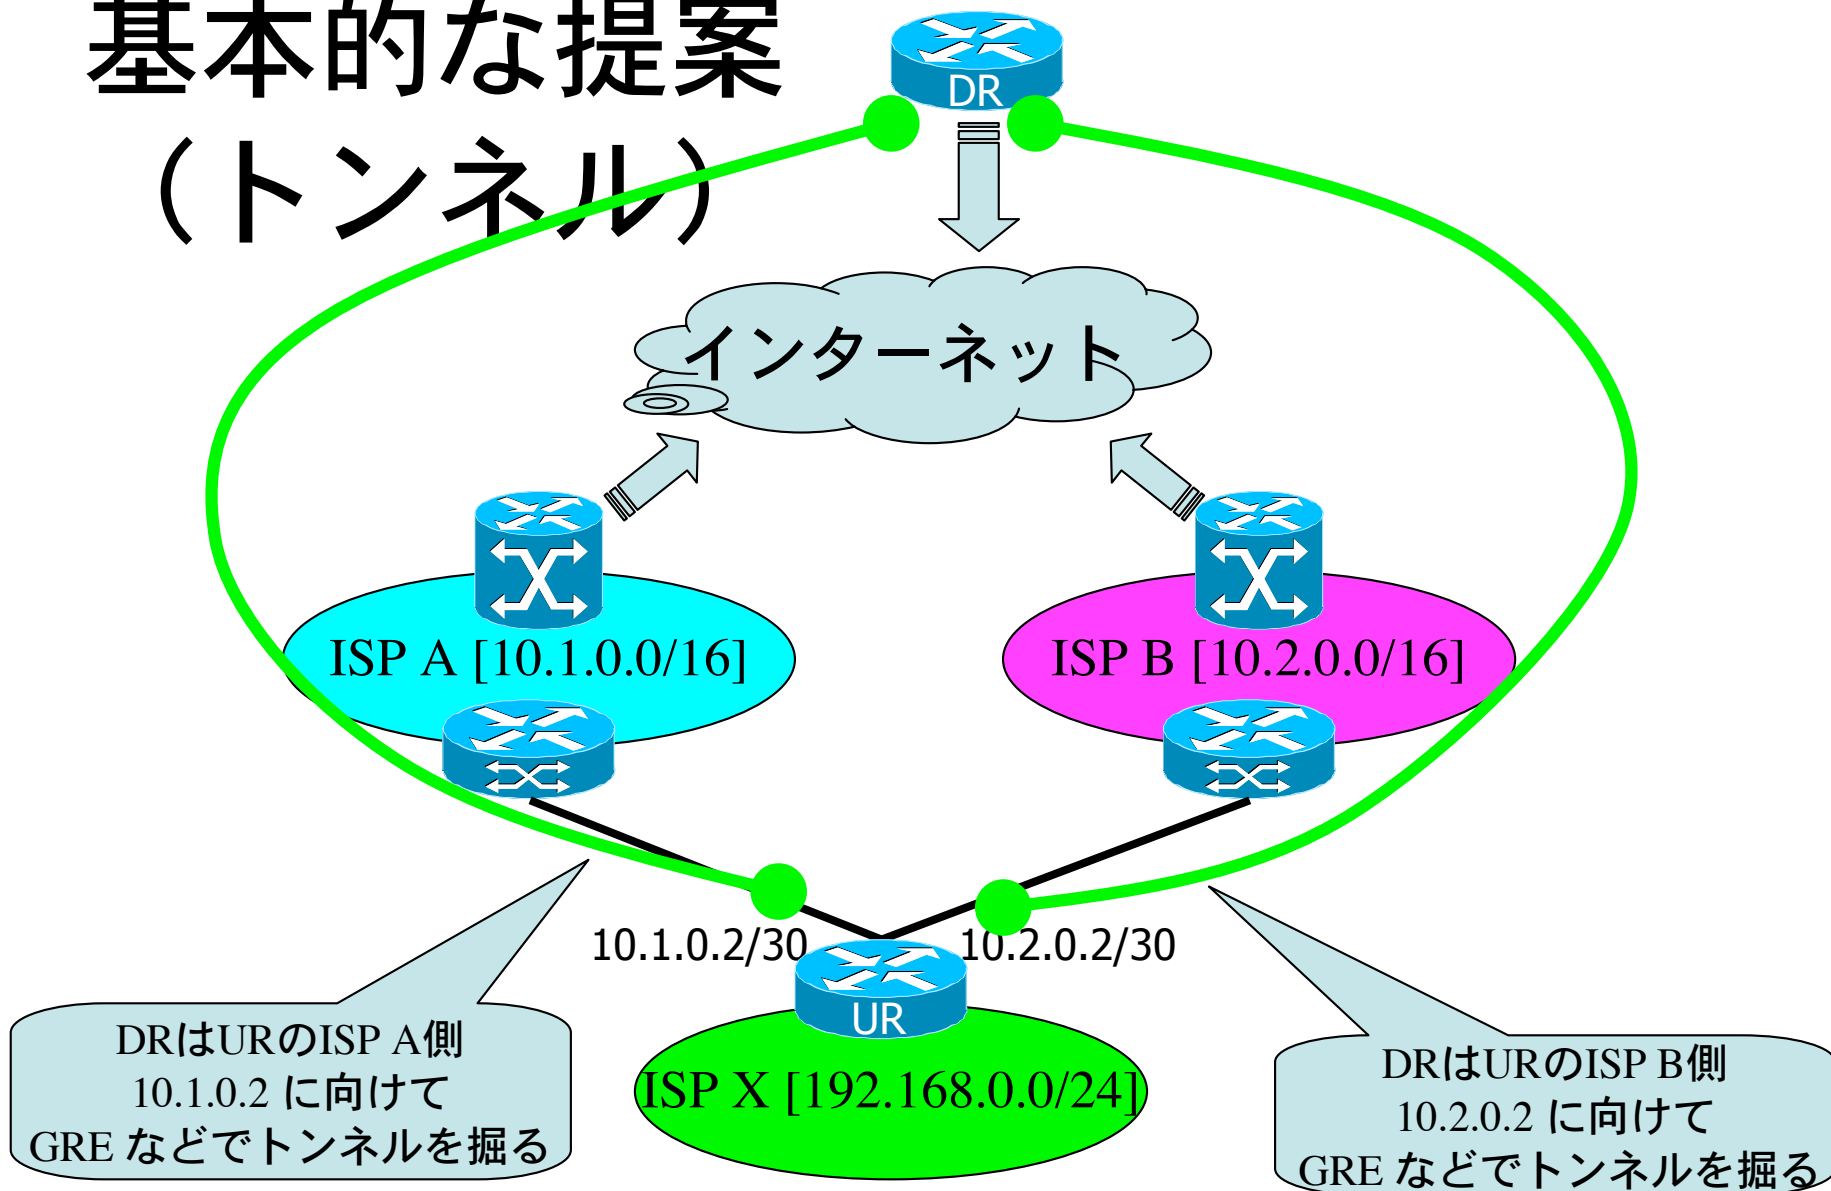 基本的な提案
（トンネル）
DR
インターネット
ISP A [10.1.0.0/16]
ISP B [10.2.0.0/16]
10.1.0.2/30
10.2.0.2/30
UR
ISP X [192.168.0.0/24]
DRはURのISP A側
10.1.0.2 に向けて
GRE などでトンネルを掘る
DRはURのISP B側
10.2.0.2 に向けて
GRE などでトンネルを掘る